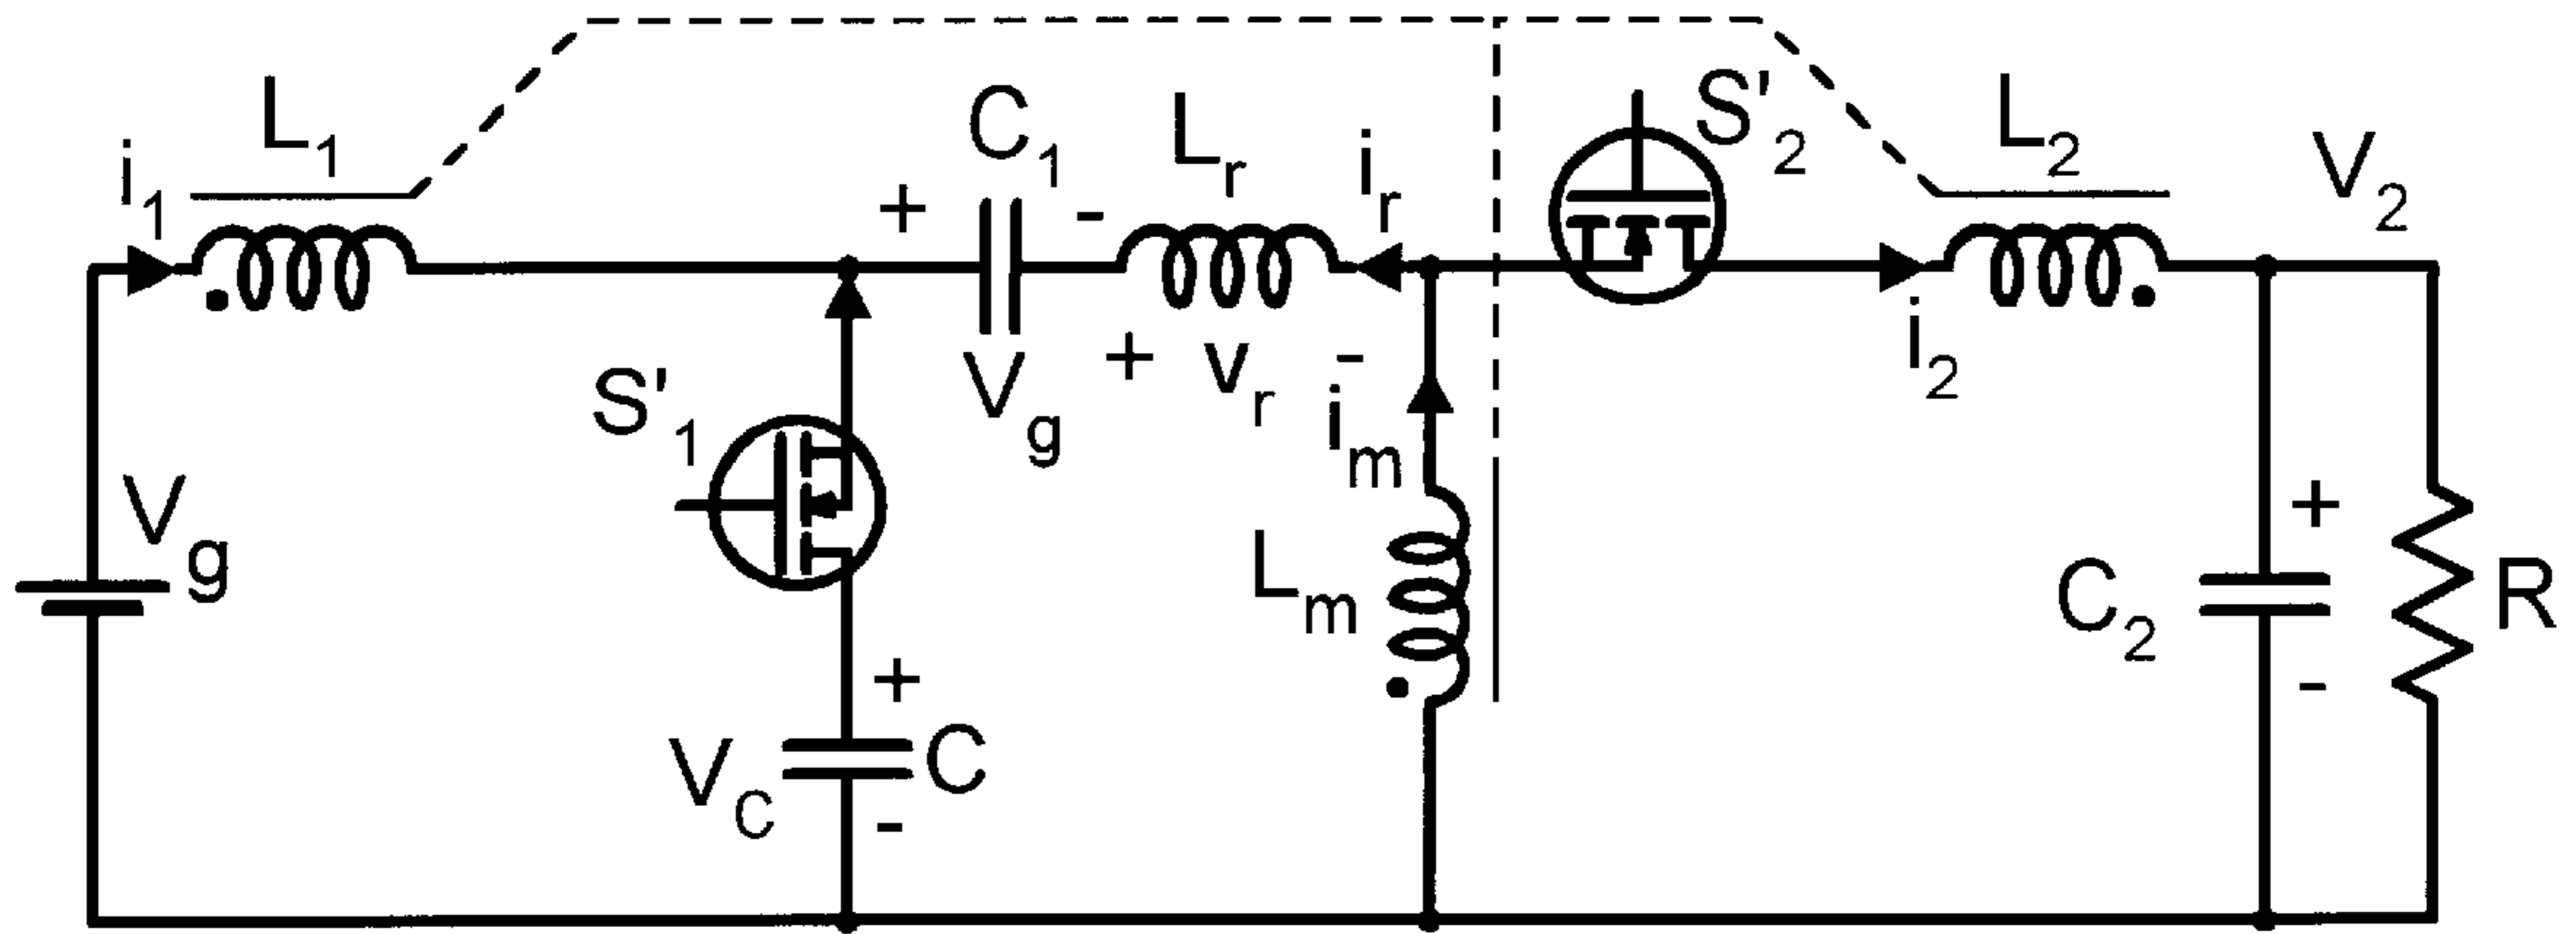 L1
i1
+ C1 -
Lr
ir
S'2
L2
V2
Vg
+ vr -
im
i2
S'1
Vg
Lm
+
VC
C
-
+
C2
-
R